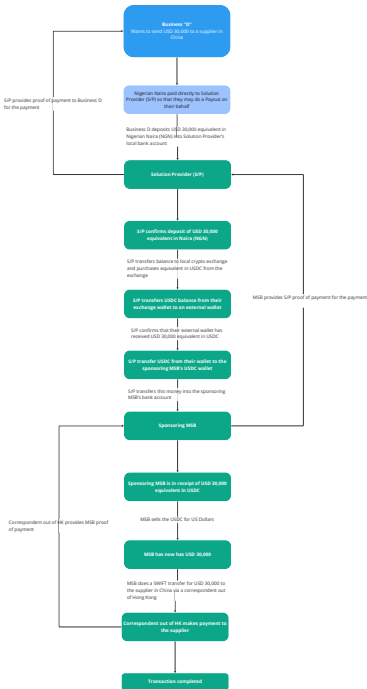 Business "D"
Wants to send USD 30,000 to a supplier in
China
Nigerian Naira paid directly to Solution
Provider (S/P) so that they may do a Payout on
their behalf
S/P provides proof of payment to Business D
for the payment
Business D deposits USD 30,000 equivalent in
Nigerian Naira (NGN) into Solution Provider's
local bank account
Solution Provider (S/P)
S/P confirms deposit of USD 30,000
equivalent in Naira (NGN)
S/P transfers balance to local crypto exchange
and purchases equivalent in USDC from the
exchange
S/P transfers USDC balance from their
exchange wallet to an external wallet
MSB provides S/P proof of payment for the payment
S/P confirms that their external wallet has
received USD 30,000 equivalent in USDC
S/P transfer USDC from their wallet to the
sponsoring MSB's USDC wallet
S/P transfers this money into the sponsoring
MSB's bank account
Sponsoring MSB
Sponsoring MSB is in receipt of USD 30,000
equivalent in USDC
MSB sells the USDC for US Dollars
Correspondent out of HK provides MSB proof
of payment
MSB has now has USD 30,000
MSB does a SWIFT transfer for USD 30,000 to
the supplier in China via a correspondent out
of Hong Kong
Correspondent out of HK makes payment to
the supplier
Transaction completed